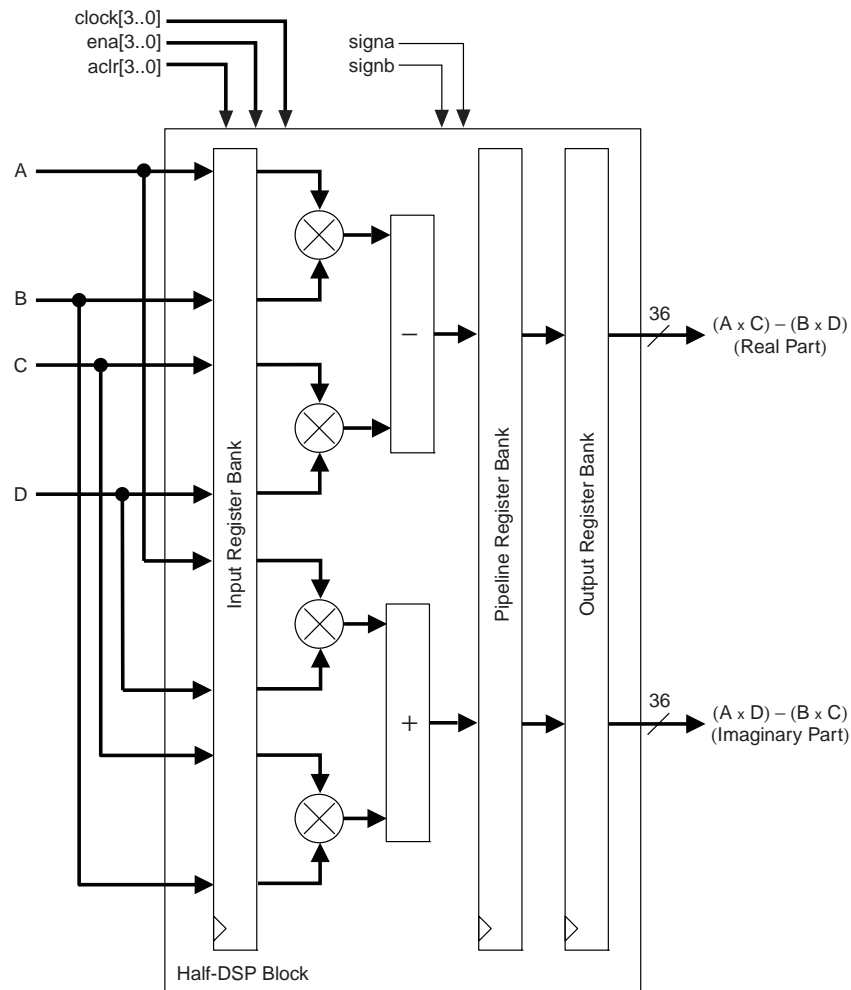 clock[3..0]
ena[3..0]
aclr[3..0]
signa
signb
A
B
C
D
Input Register Bank
−
+
Pipeline Register Bank
Output Register Bank
36
(A x C) – (B x D)
(Real Part)
36
(A x D) – (B x C)
(Imaginary Part)
Half-DSP Block